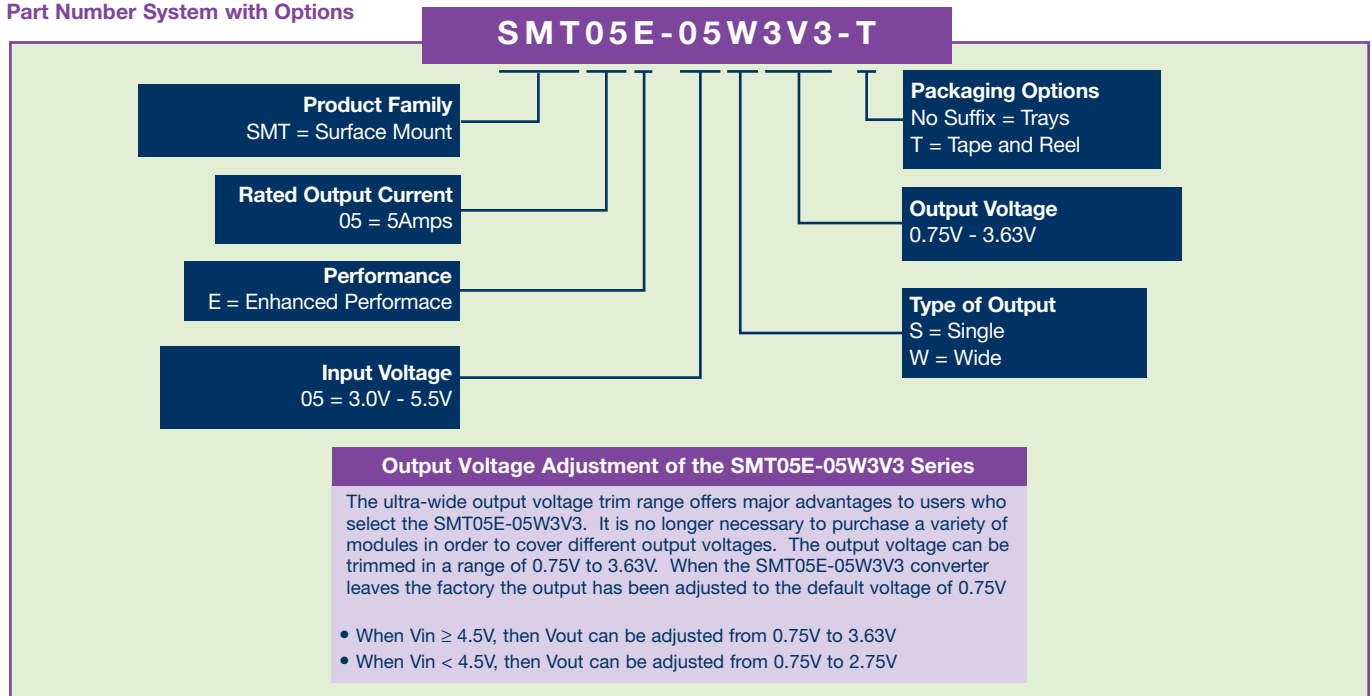 Part Number System with Options
SMT05E-05W3V3-T
Product Family
SMT = Surface Mount
Rated Output Current
05 = 5Amps
Performance
E = Enhanced Performace
Input Voltage
05 = 3.0V - 5.5V
Packaging Options
No Suffix = Trays
T = Tape and Reel
Output Voltage
0.75V - 3.63V
Type of Output
S = Single
W = Wide
Output Voltage Adjustment of the SMT05E-05W3V3 Series
The ultra-wide output voltage trim range offers major advantages to users who
select the SMT05E-05W3V3. It is no longer necessary to purchase a variety of
modules in order to cover different output voltages. The output voltage can be
trimmed in a range of 0.75V to 3.63V. When the SMT05E-05W3V3 converter
leaves the factory the output has been adjusted to the default voltage of 0.75V
• When Vin ≥ 4.5V, then Vout can be adjusted from 0.75V to 3.63V
• When Vin < 4.5V, then Vout can be adjusted from 0.75V to 2.75V